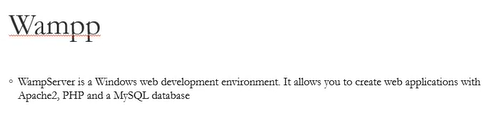 Wampp
◦ WampServer is a Windows web development environment. It allows you to create web applications with
Apache2, PHP and a MySQL database